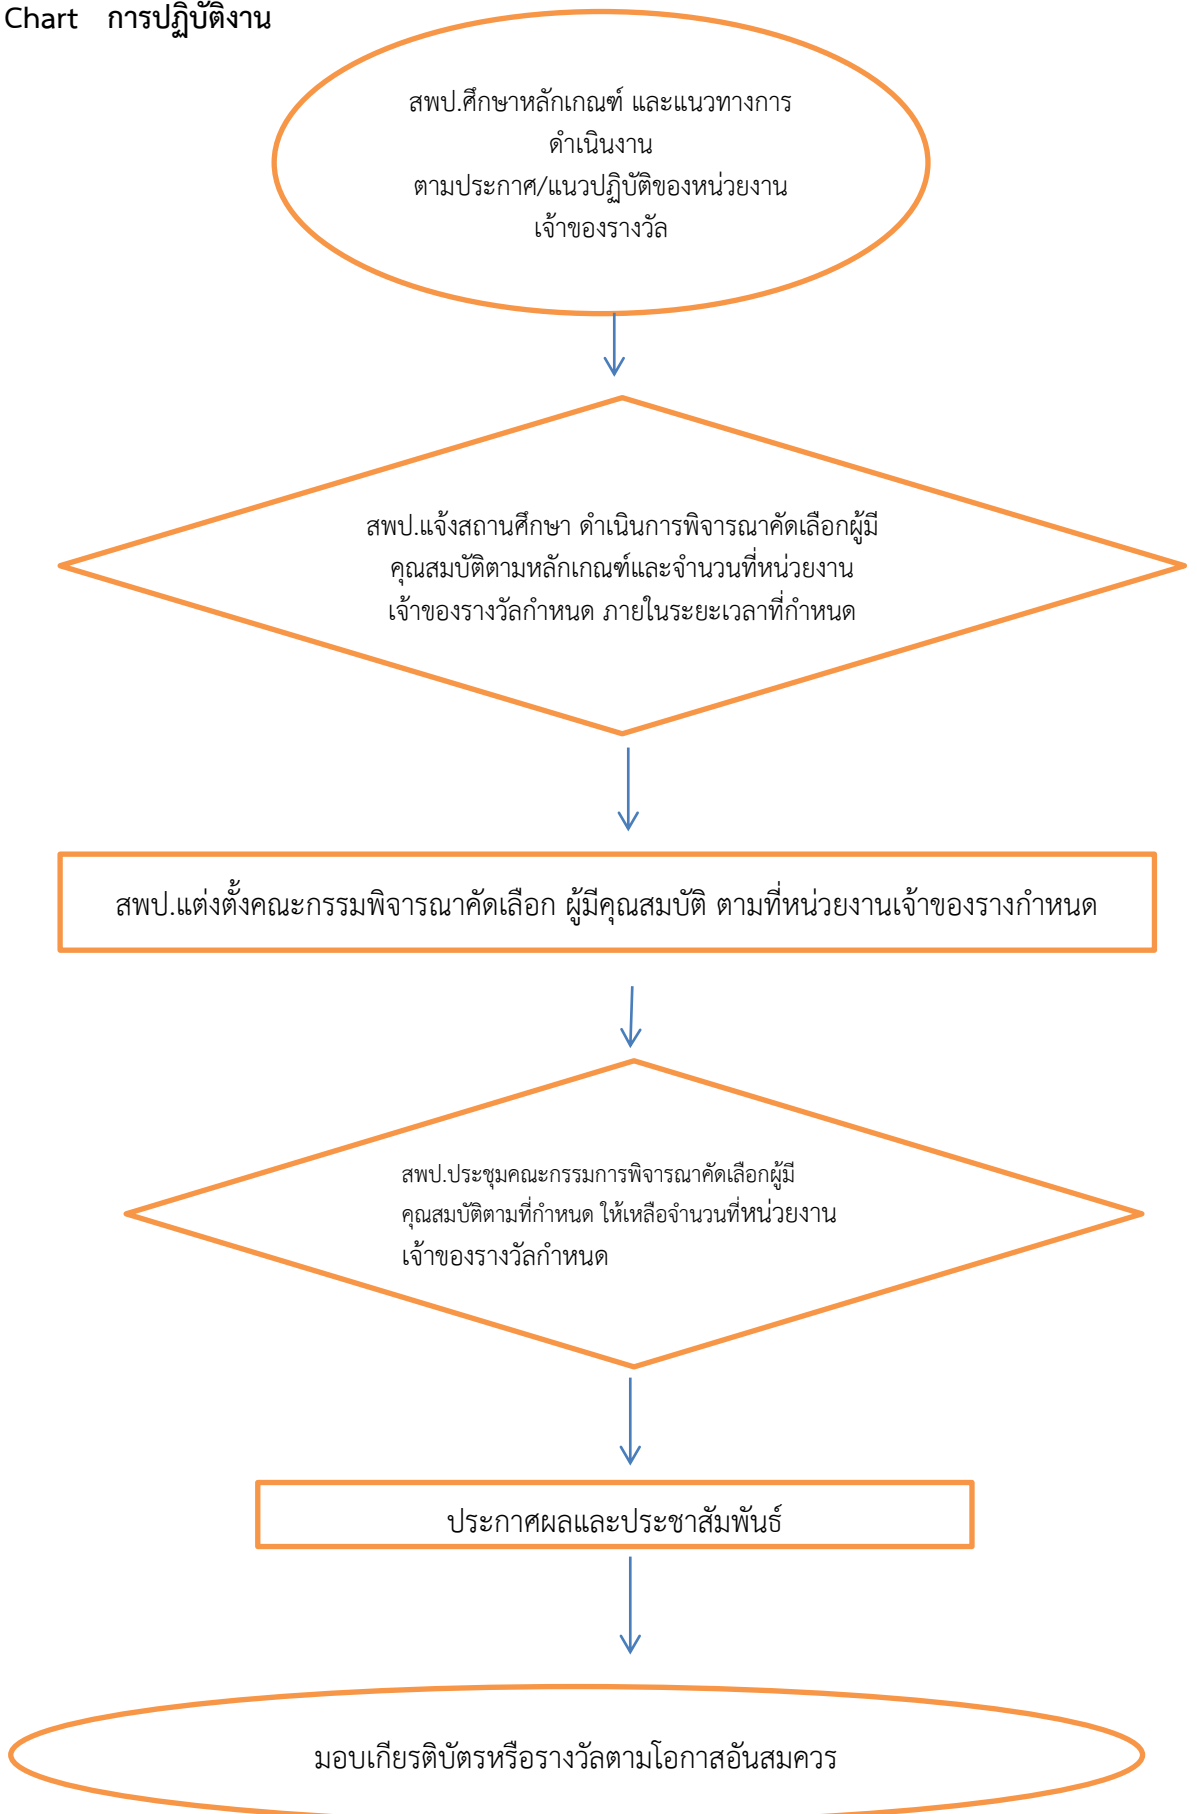 Chart การปฏิบัติงาน
สพป.ศึกษาหลักเกณฑ์ และแนวทางการ
ดำเนินงาน
ตามประกาศ/แนวปฏิบัติของหน่วยงาน
เจ้าของรางวัล
สพป.แจ้งสถานศึกษา ดำเนินการพิจารณาคัดเลือกผู้มี
คุณสมบัติตามหลักเกณฑ์และจำนวนที่หน่วยงาน
เจ้าของรางวัลกำหนด ภายในระยะเวลาที่กำหนด
สพป.แต่งตั้งคณะกรรมพิจารณาคัดเลือก ผู้มีคุณสมบัติ ตามที่หน่วยงานเจ้าของรางกำหนด
สพป.ประชุมคณะกรรมการพิจารณาคัดเลือกผู้มี
คุณสมบัติตามที่กำหนด ให้เหลือจำนวนที่หน่วยงาน
เจ้าของรางวัลกำหนด
ประกาศผลและประชาสัมพันธ์
มอบเกียรติบัตรหรือรางวัลตามโอกาสอันสมควร